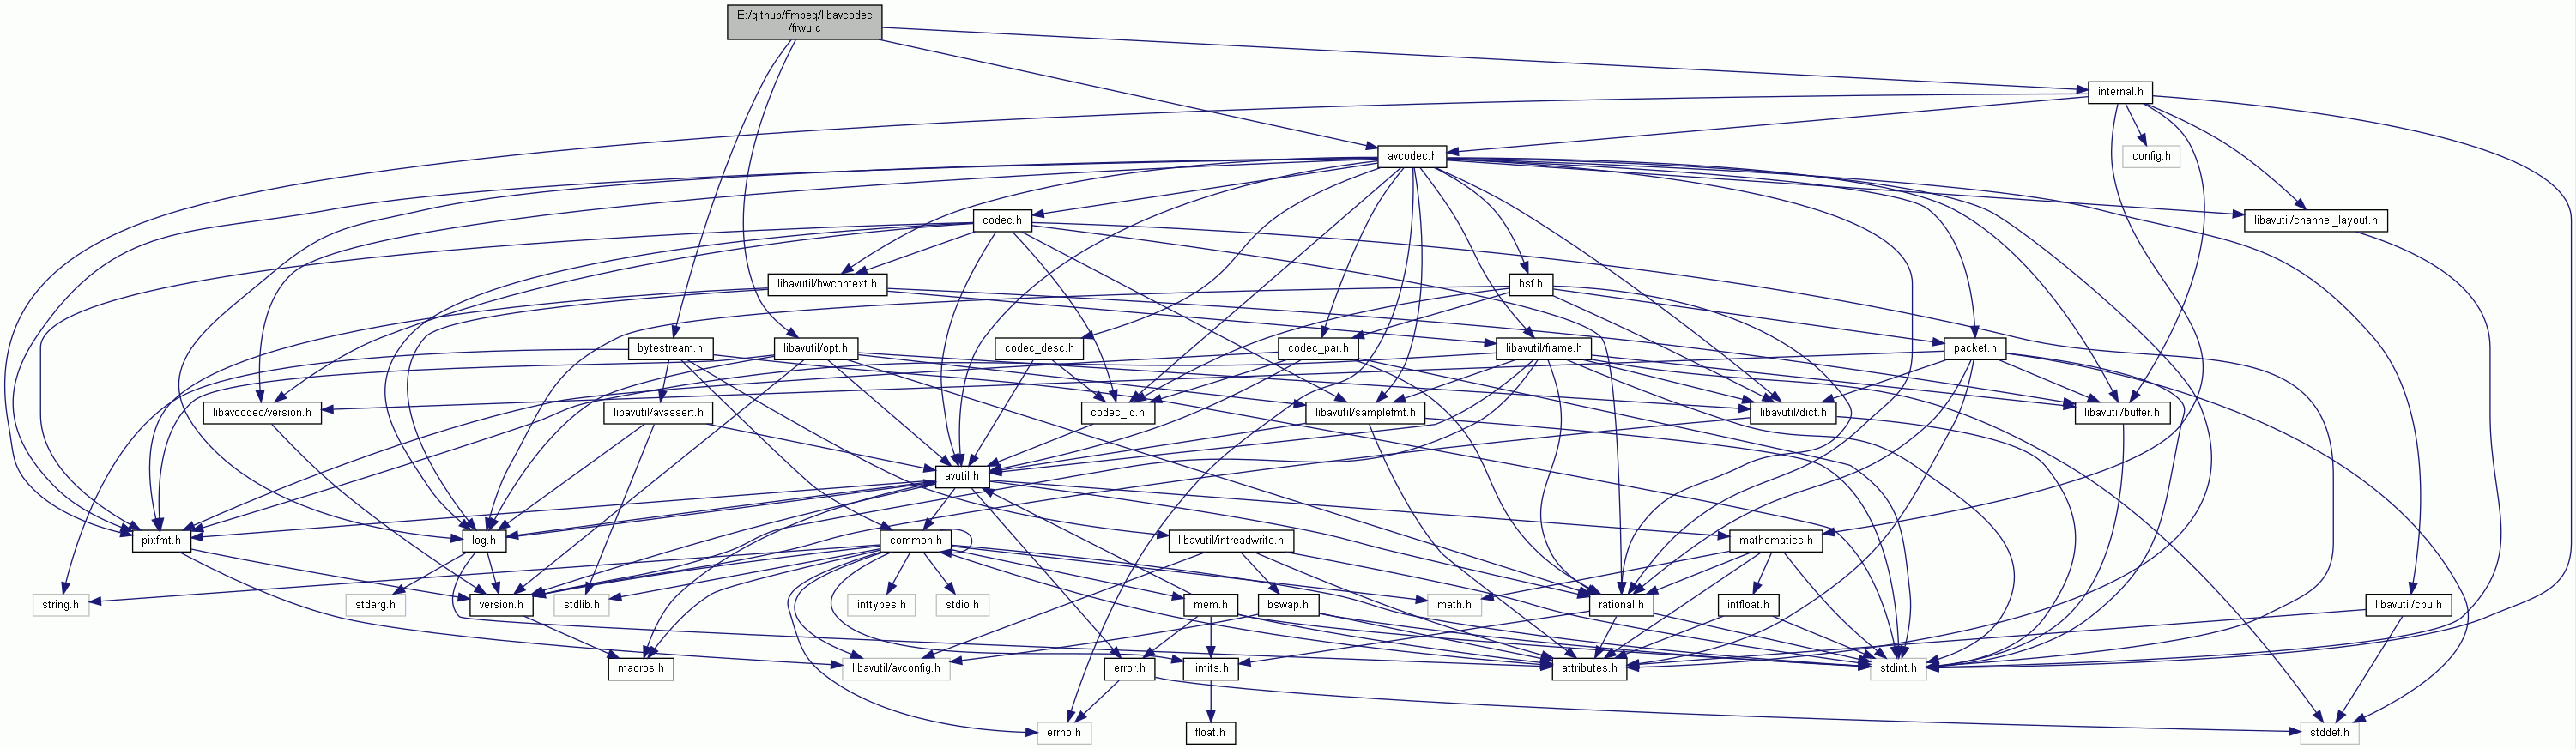 E:/github/ffmpeg/libavcodec
/frwu.c
internal.h
avcodec.h
config.h
codec.h
libavutil/channel_layout.h
libavutil/hwcontext.h
bsf.h
bytestream.h
libavutil/opt.h
codec_desc.h
codec_par.h
libavutil/frame.h
packet.h
libavcodec/version.h
libavutil/avassert.h
codec_id.h
libavutil/samplefmt.h
libavutil/dict.h
libavutil/buffer.h
avutil.h
pixfmt.h
log.h
common.h
libavutil/intreadwrite.h
mathematics.h
string.h
stdarg.h
version.h
stdlib.h
inttypes.h
stdio.h
mem.h
bswap.h
math.h
rational.h
intfloat.h
libavutil/cpu.h
macros.h
libavutil/avconfig.h
error.h
limits.h
attributes.h
stdint.h
errno.h
float.h
stddef.h